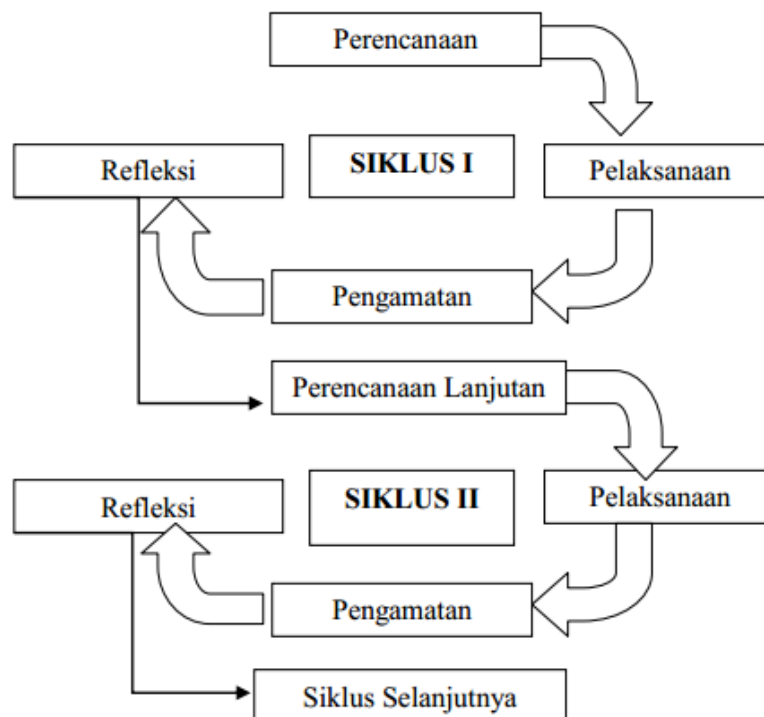 Perencanaan
Refleksi
SIKLUS I
Pelaksanaan
Pengamatan
Perencanaan Lanjutan
Refleksi
SIKLUS II
Pelaksanaan
Pengamatan
Siklus Selanjutnya